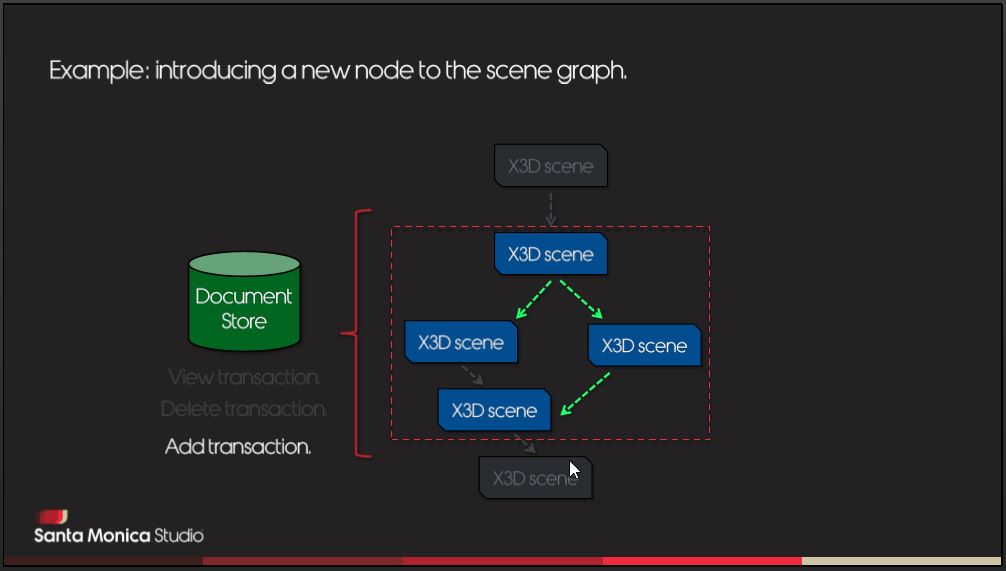 Example: introducing a new node to the scene graph.
X3D scene
X3D scene
Document
Store
X3D scene
X3D scene
View transaction.
Delete transaction.
X3D scene
Add transaction.
X3D scene
Santa Monica Studio